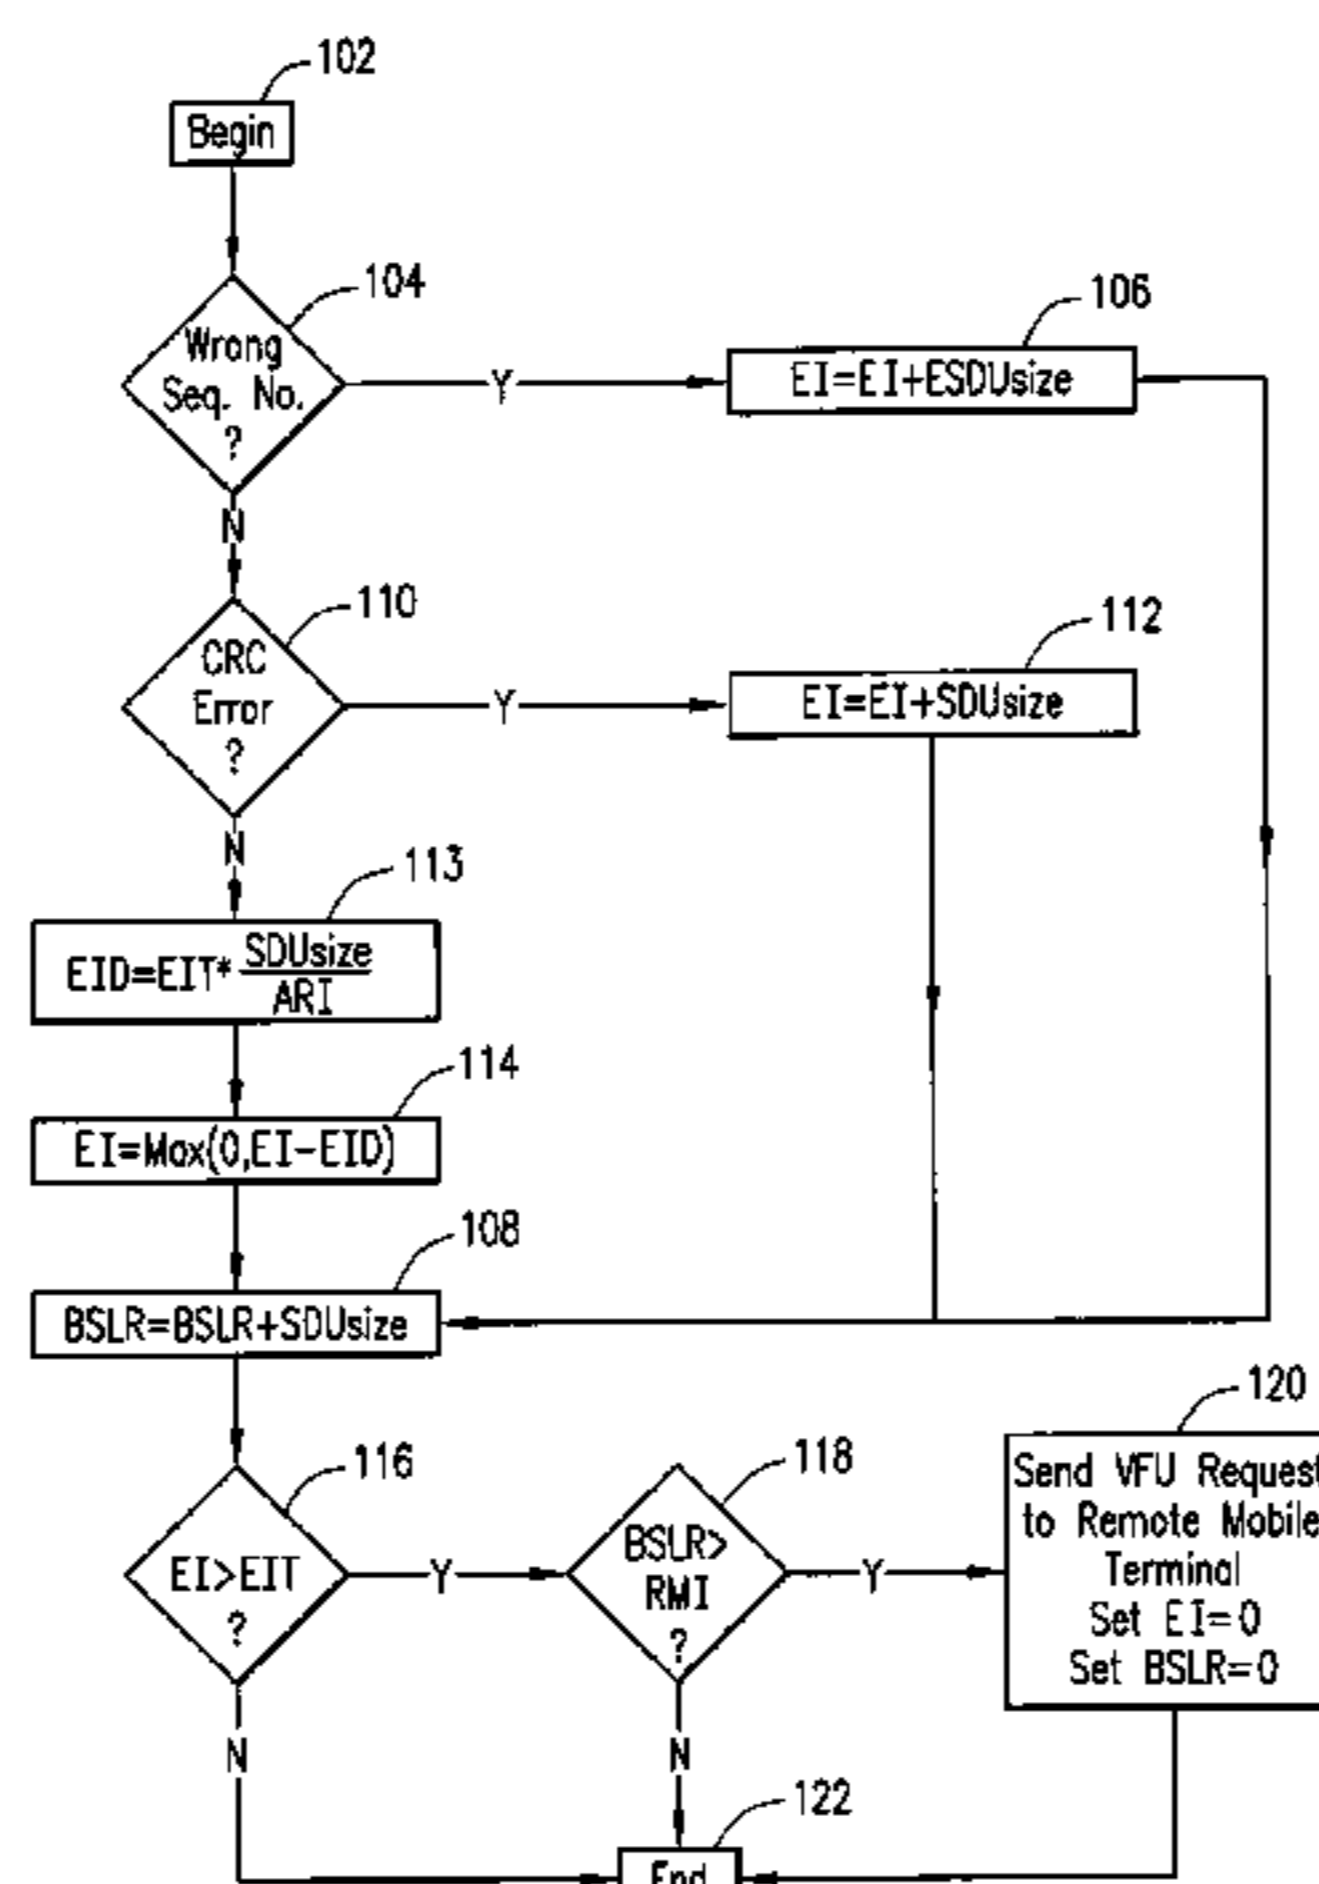 102
Begin
104
Wrong
Seq. No.
?
Y
106
EI=EI+ESDUsize
N
110
CRC
Error
?
Y
112
EI=EI+SDUsize
N
113
EID=EIT* SDUsize
ARI
114
EI=Max(0,EI-EID)
108
BSLR=BSLR+SDUsize
116
EI>EIT
?
Y
118
BSLR>
RMI
?
Y
120
Send VFU Request
to Remote Mobile
Terminal
Set EI=0
Set BSLR=0
N
N
122
End